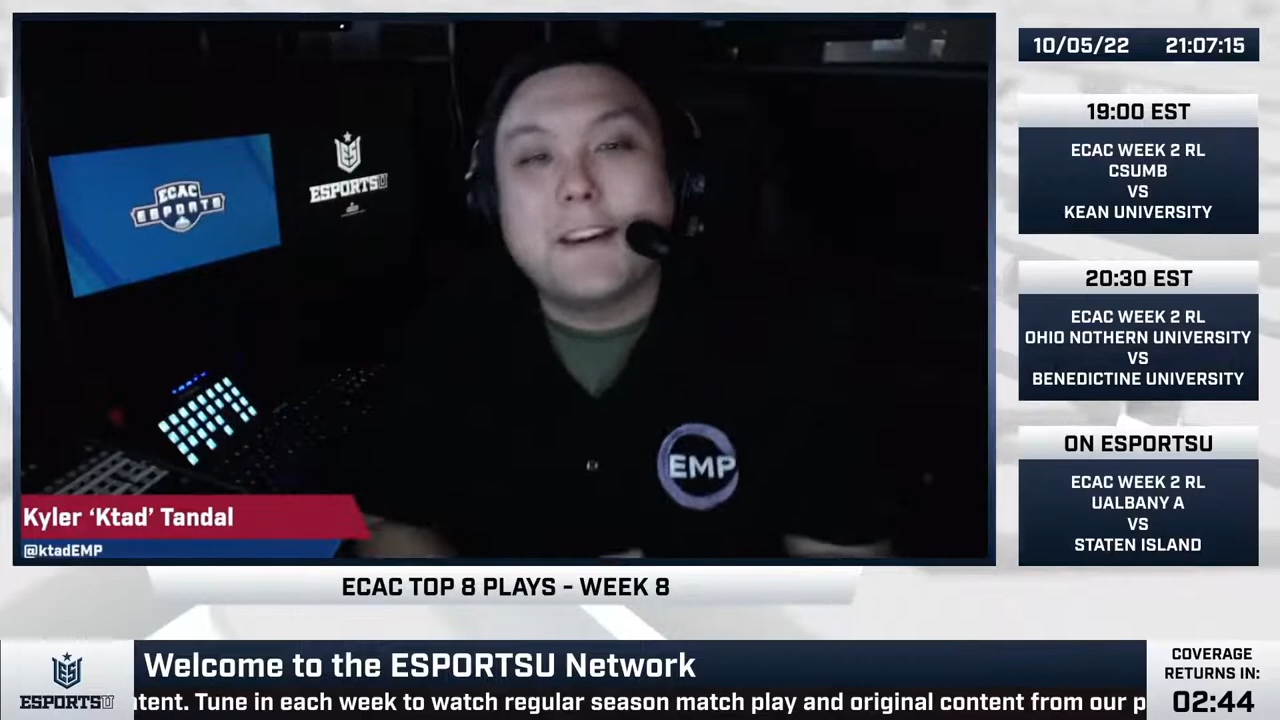 ECAC
ESPORTS
ESPORTSU
EMP
Kyler ‘Ktad’ Tandal
@ktadEMP
10/05/22 21:07:15
19:00 EST
ECAC WEEK 2 RL
CSUMB
VS
KEAN UNIVERSITY
20:30 EST
ECAC WEEK 2 RL
OHIO NOTHERN UNIVERSITY
VS
BENEDICTINE UNIVERSITY
ON ESPORTSU
ECAC WEEK 2 RL
UALBANY A
VS
STATEN ISLAND
ECAC TOP 8 PLAYS - WEEK 8
ESPORTSU
Welcome to the ESPORTSU Network
ntent. Tune in each week to watch regular season match play and original content from our p
COVERAGE
RETURNS IN:
02:44